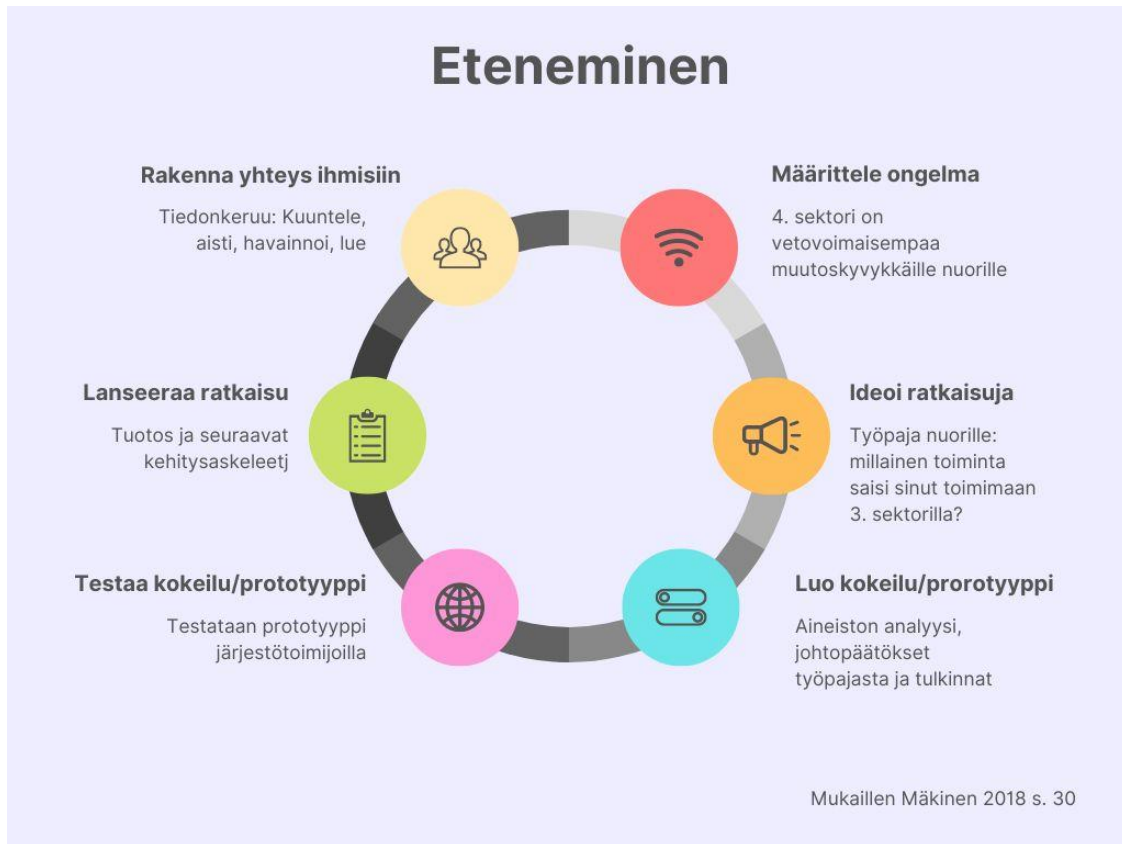 Eteneminen
Rakenna yhteys ihmisiin
Tiedonkeruu: Kuuntele,
aisti, havainnoi, lue
Määrittele ongelma
4. sektori on
vetovoimaisempaa
muutoskyvykkäille nuorille
Ideoi ratkaisuja
Työpaja nuorille:
millainen toiminta
saisi sinut toimimaan
3. sektorilla?
Luo kokeilu/prorotyyppi
Aineiston analyysi,
johtopäätökset
työpajasta ja tulkinnat
Testaa kokeilu/prototyyppi
Testataan prototyyppi
järjestötoimijoilla
Lanseeraa ratkaisu
Tuotos ja seuraavat
kehitysaskeleetj
Mukaillen Mäkinen 2018 s. 30